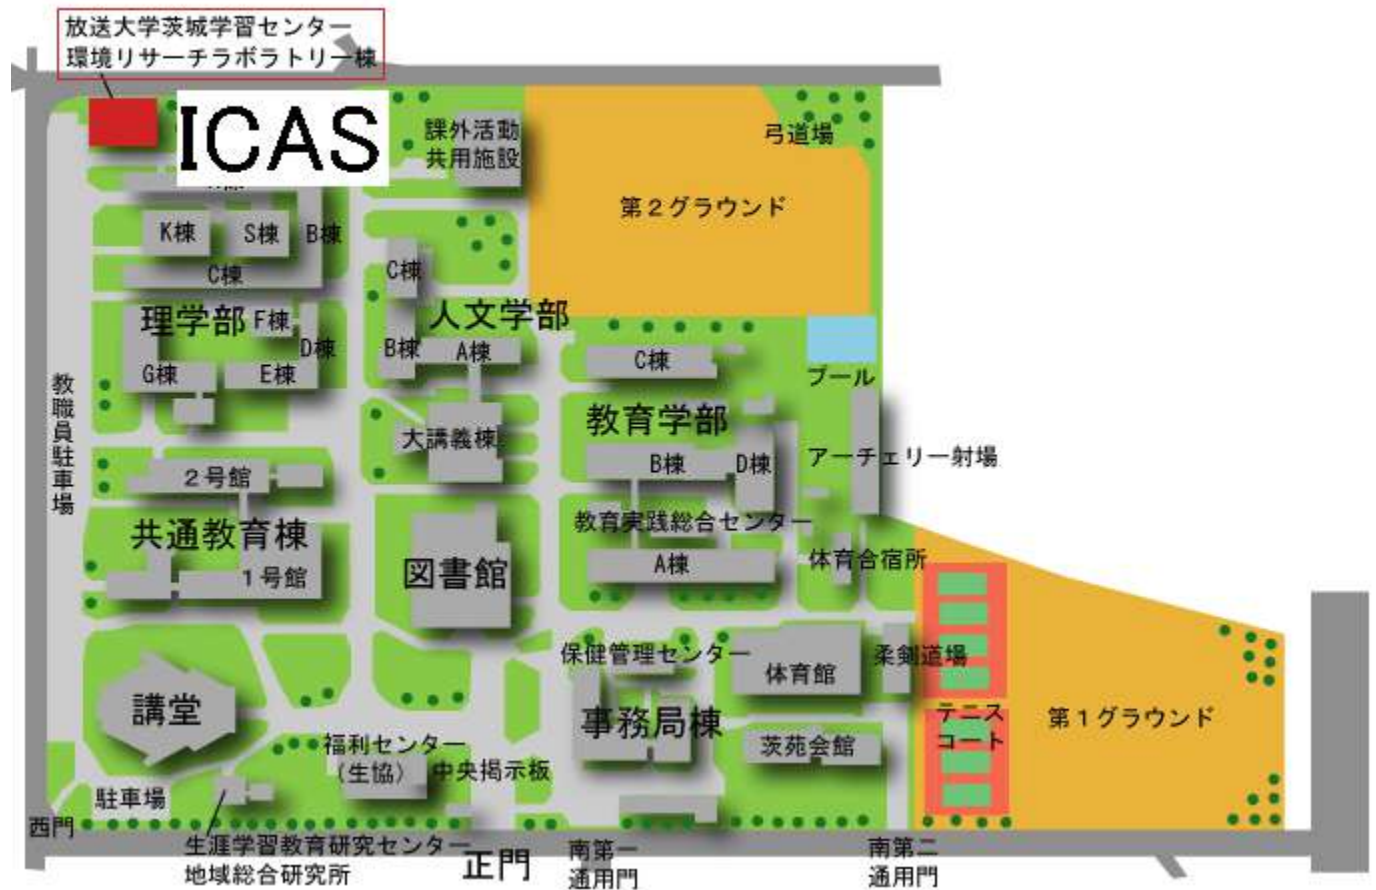 放送大学茨城学習センター
環境リサーチラボラトリー棟
ICAS
課外活動
共用施設
弓道場
第２グラウンド
K棟
S棟
B棟
C棟
C棟
理学部
F棟
D棟
G棟
E棟
人文学部
B棟
A棟
C棟
プール
教職員駐車場
大講義棟
教育学部
B棟
D棟
アーチェリー射場
２号館
共通教育棟
１号館
図書館
教育実践総合センター
A棟
体育合宿所
保健管理センター
体育館
柔剣道場
講堂
事務局棟
テニス
コート
第１グラウンド
福利センター
（生協）
中央掲示板
茨苑会館
駐車場
西門
生涯学習教育研究センター
地域総合研究所
正門
南第一
通用門
南第二
通用門